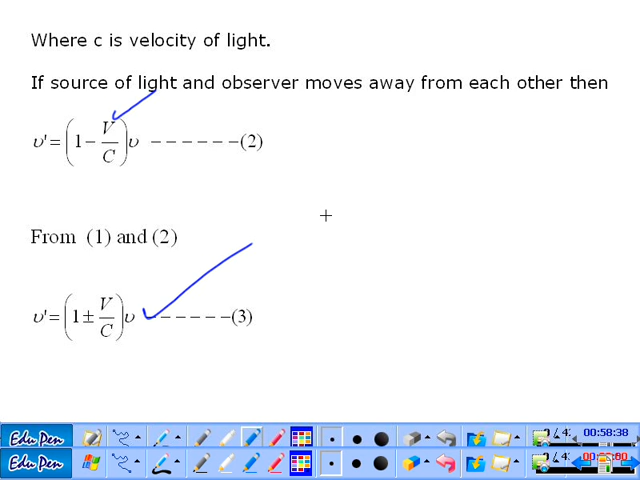 Where c is velocity of light.
If source of light and observer moves away from each other then
υ' = (1 − V/C) υ − − − − − − (2)
From (1) and (2)
υ' = (1 ± V/C) υ − − − − − − (3)
Edu Pen 00:58:38
Edu Pen